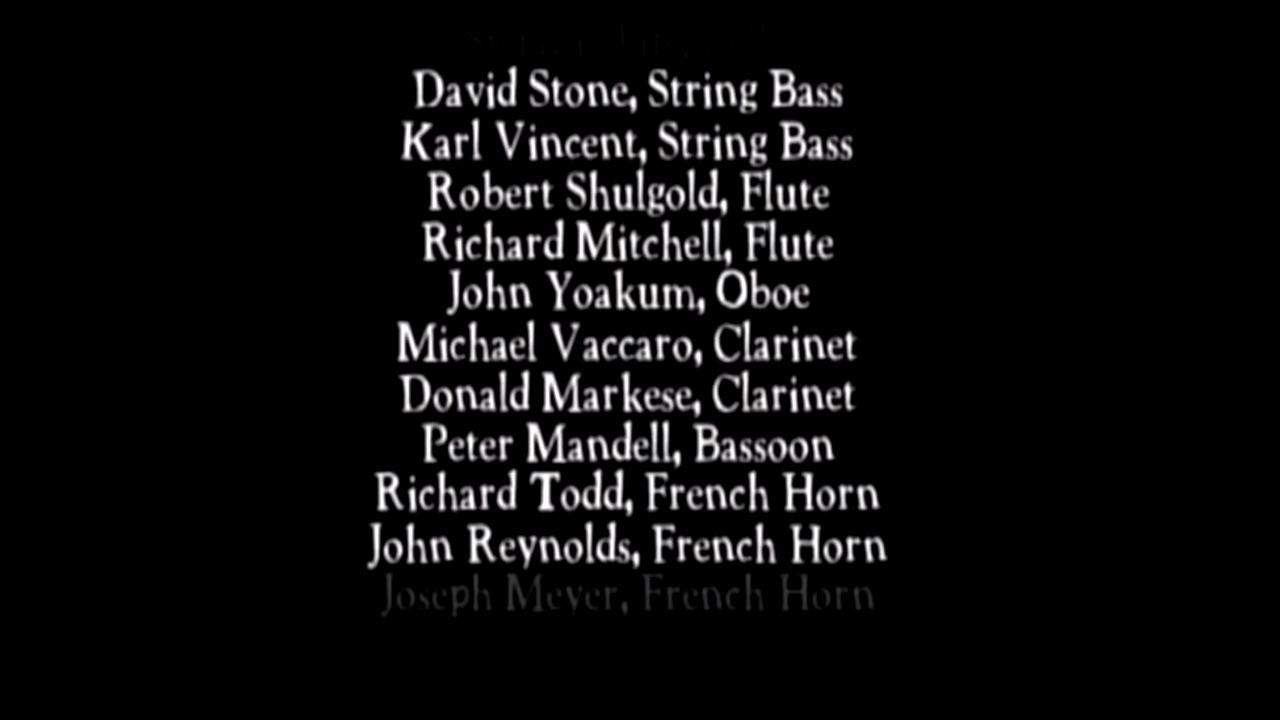 David Stone, String Bass
Karl Vincent, String Bass
Robert Shulgold, Flute
Richard Mitchell, Flute
John Yoakum, Oboe
Michael Vaccaro, Clarinet
Donald Markese, Clarinet
Peter Mandell, Bassoon
Richard Todd, French Horn
John Reynolds, French Horn
Joseph Meyer, French Horn